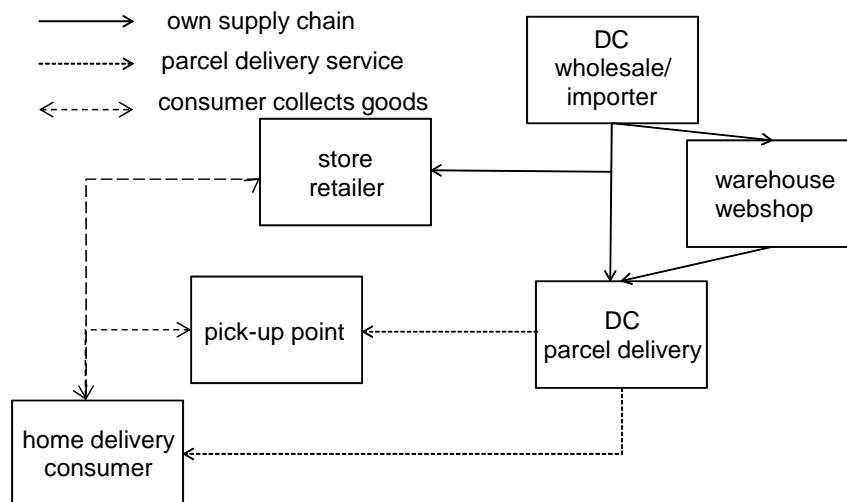 own supply chain
parcel delivery service
consumer collects goods
DC
wholesale/
importer
store
retailer
warehouse
webshop
pick-up point
DC
parcel delivery
home delivery
consumer